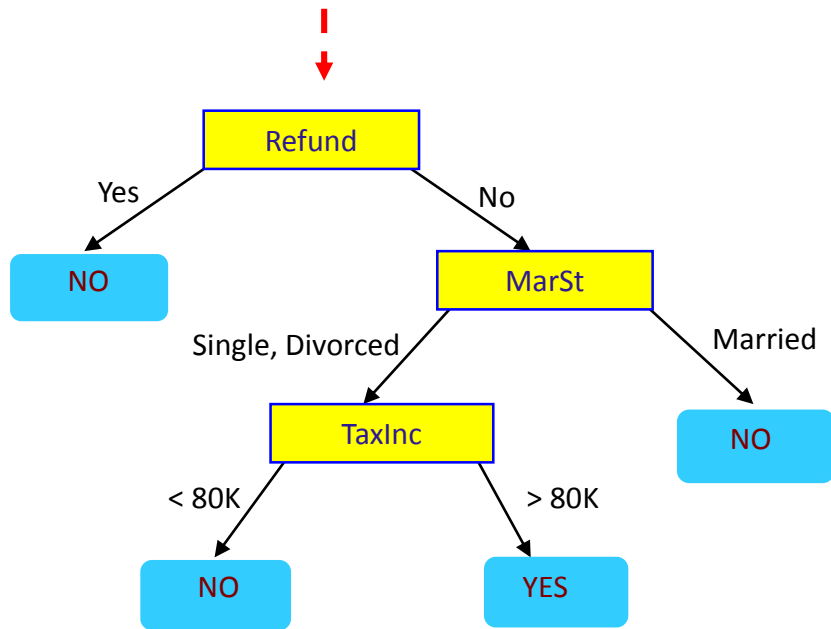 Refund
Yes
No
NO
MarSt
Single, Divorced
Married
TaxInc
NO
< 80K
> 80K
NO
YES